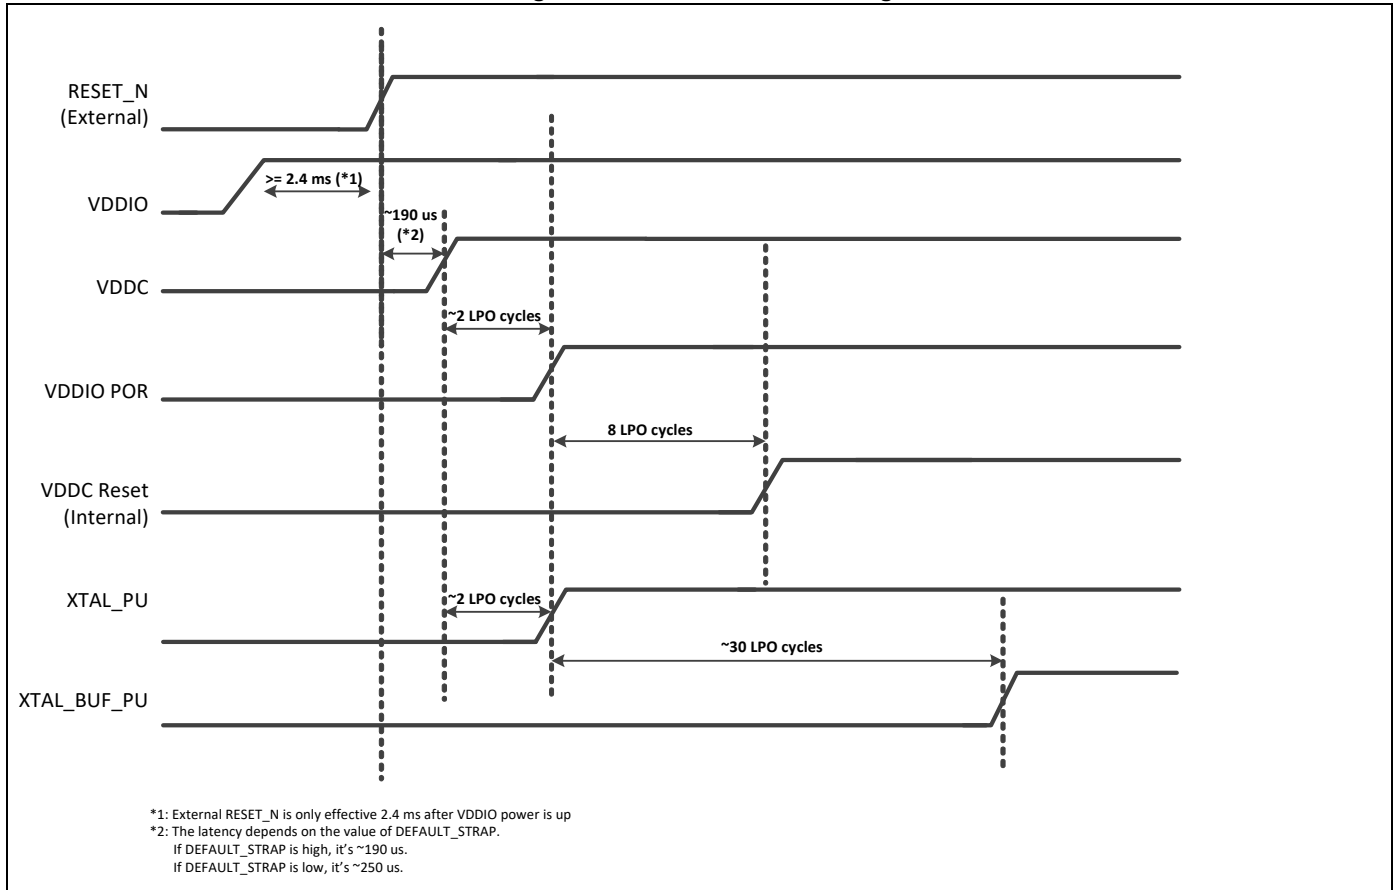 RESET_N
(External)
>= 2.4 ms (*1)
VDDIO
~190 us
(*2)
VDDC
~2 LPO cycles
VDDIO POR
8 LPO cycles
VDDC Reset
(Internal)
~2 LPO cycles
XTAL_PU
~30 LPO cycles
XTAL_BUF_PU
*1: External RESET_N is only effective 2.4 ms after VDDIO power is up
*2: The latency depends on the value of DEFAULT_STRAP.
If DEFAULT_STRAP is high, it's ~190 us.
If DEFAULT_STRAP is low, it's ~250 us.